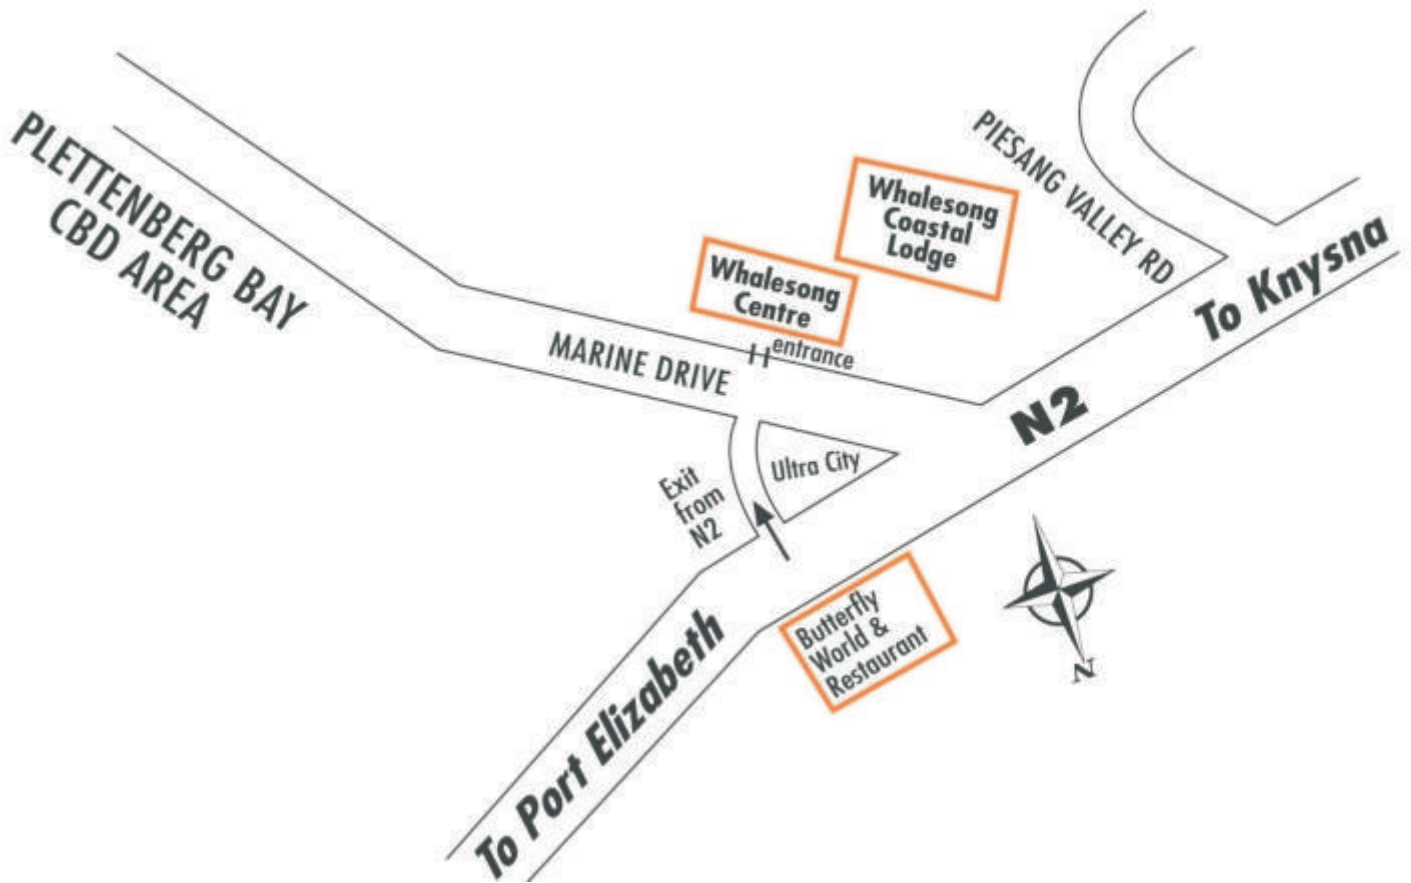 PLETTENBERG BAY
CBD AREA
PIESANG VALLEY RD
Whalesong
Coastal
Lodge
Whalesong
Centre
entrance
MARINE DRIVE
To Knysna
N2
Ultra City
Exit
from
N2
Butterfly
World &
Restaurant
To Port Elizabeth
N